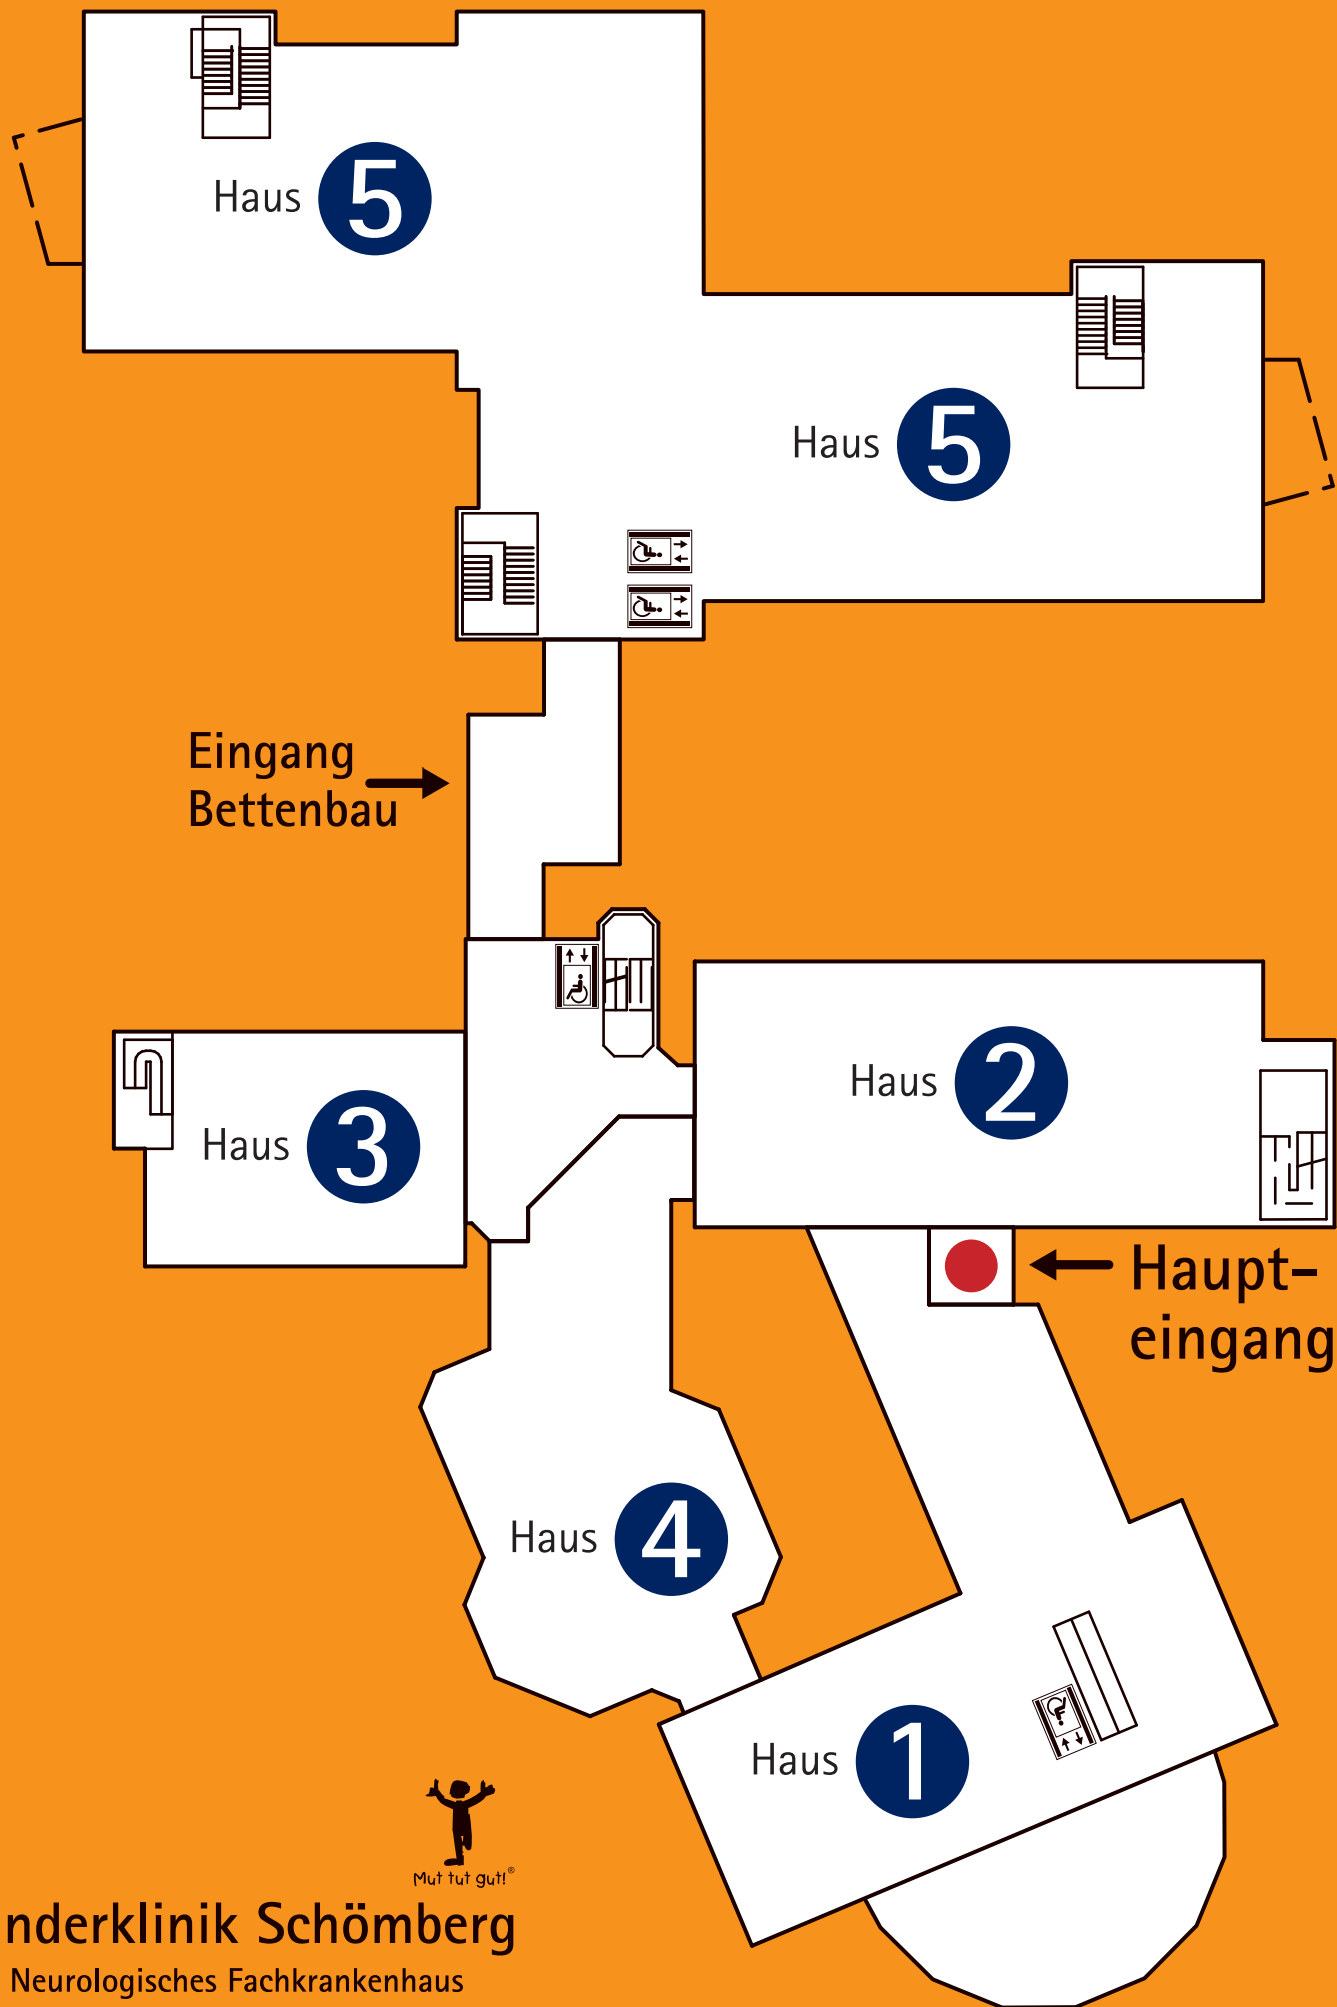 Haus 5
Haus 5
Eingang
Bettenbau
Haus 2
Haus 3
Haupt-
eingang
Haus 4
Haus 1
Mut tut gut!®
nderklinik Schömberg
Neurologisches Fachkrankenhaus